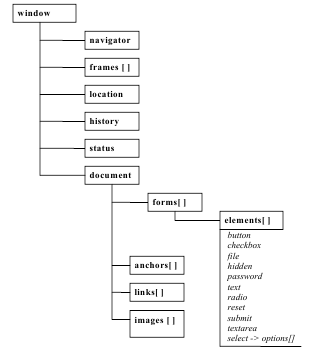 window
navigator
frames [ ]
location
history
status
document
forms[ ]
elements[ ]
button
checkbox
file
hidden
password
text
radio
reset
submit
textarea
select -> options[]
anchors[ ]
links[ ]
images [ ]